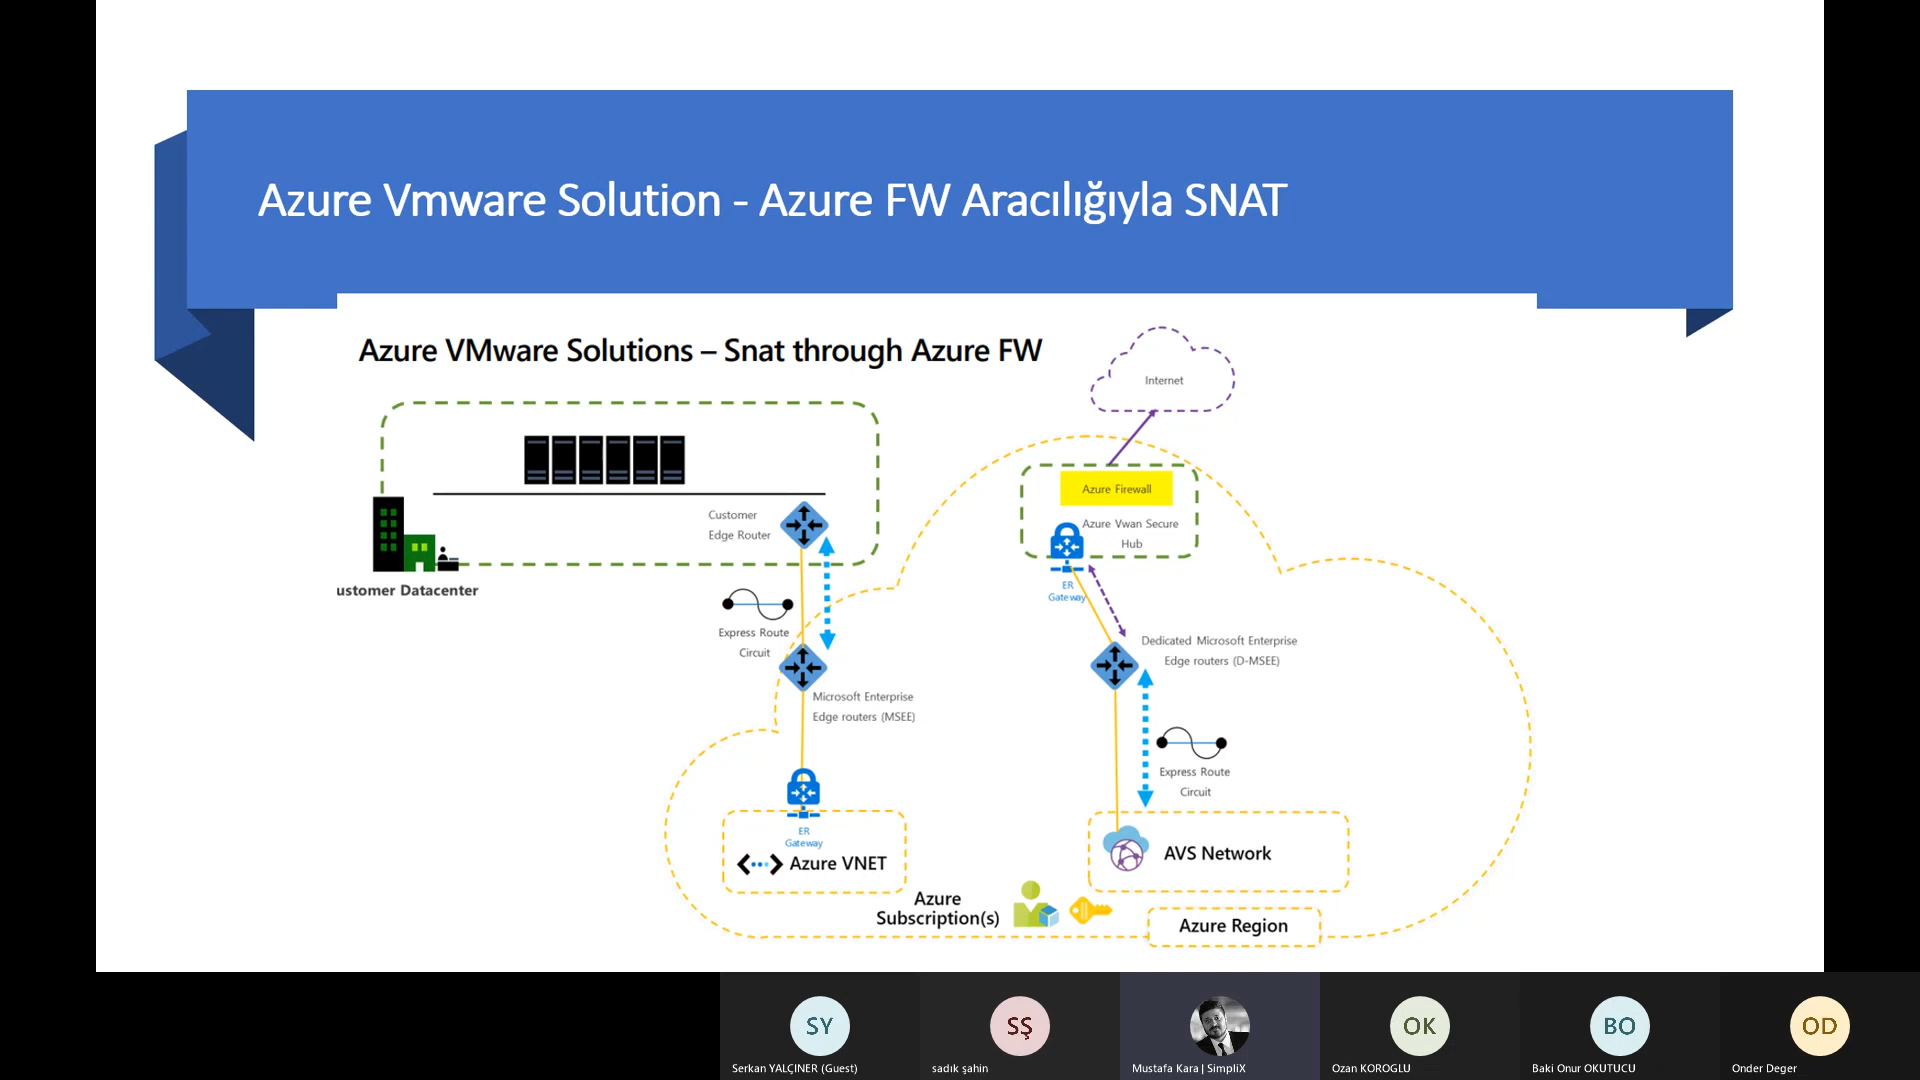 Azure Vmware Solution - Azure FW Aracılığıyla SNAT
Azure VMware Solutions – Snat through Azure FW
Internet
Azure Firewall
Azure Vwan Secure
Hub
ER
Gateway
Customer
Edge Router
ustomer Datacenter
Express Route
Circuit
Microsoft Enterprise
Edge routers (MSEE)
Dedicated Microsoft Enterprise
Edge routers (D-MSEE)
Express Route
Circuit
ER
Gateway
Azure VNET
AVS Network
Azure
Subscription(s)
Azure Region
SY
Serkan YALÇINER (Guest)
SŞ
sadık şahin
Mustafa Kara | SimpliX
OK
Ozan KOROGLU
BO
Baki Onur OKUTUCU
OD
Onder Deger